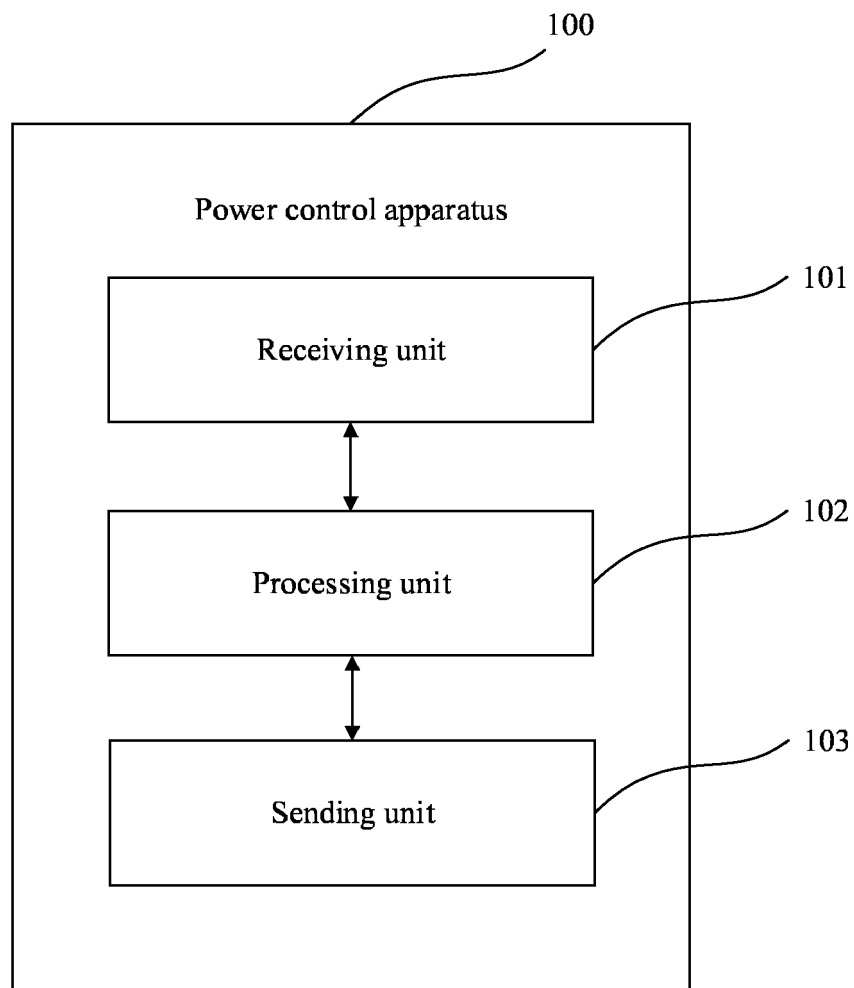 100
Power control apparatus
101
Receiving unit
102
Processing unit
103
Sending unit